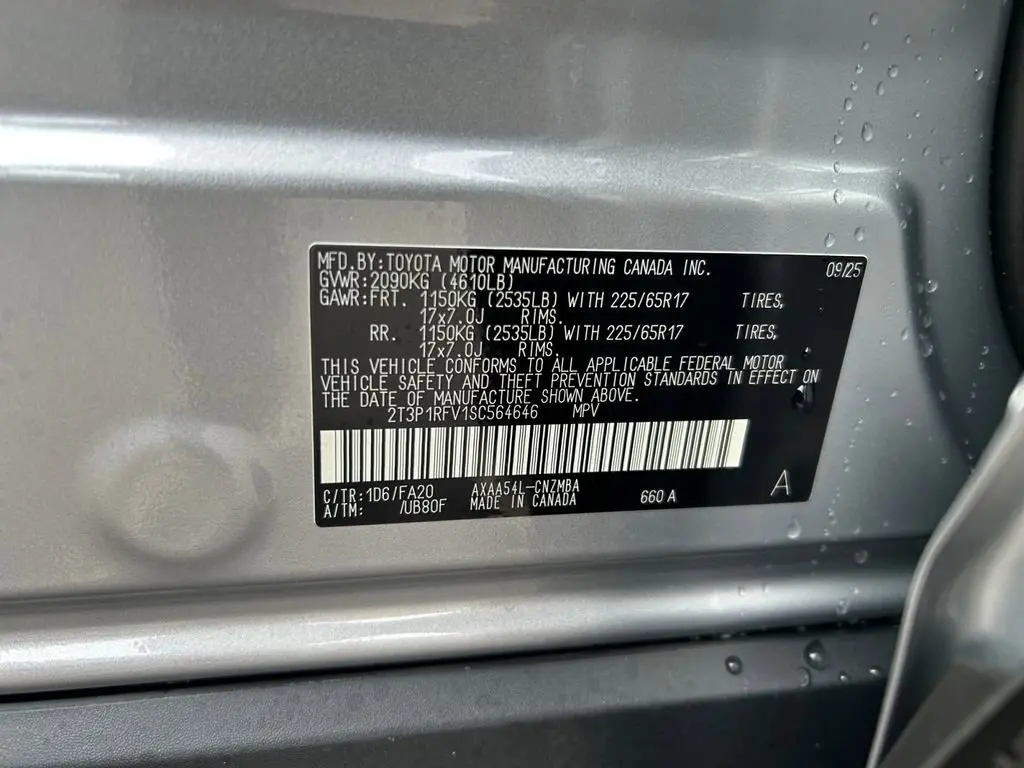 MFD.BY:TOYOTA MOTOR MANUFACTURING CANADA INC. 09/25
GVWR:2090KG (4610LB)
GAWR:FRT. 1150KG (2535LB) WITH 225/65R17 TIRES,
17x7.0J RIMS.
RR. 1150KG (2535LB) WITH 225/65R17 TIRES,
17x7.0J RIMS.
THIS VEHICLE CONFORMS TO ALL APPLICABLE FEDERAL MOTOR
VEHICLE SAFETY AND THEFT PREVENTION STANDARDS IN EFFECT ON
THE DATE OF MANUFACTURE SHOWN ABOVE.
2T3P1RFV1SC564646 MPV
C/TR:1D6/FA20 AXAA54L-CNZMBA 660 A A
A/TM: /UB80F MADE IN CANADA